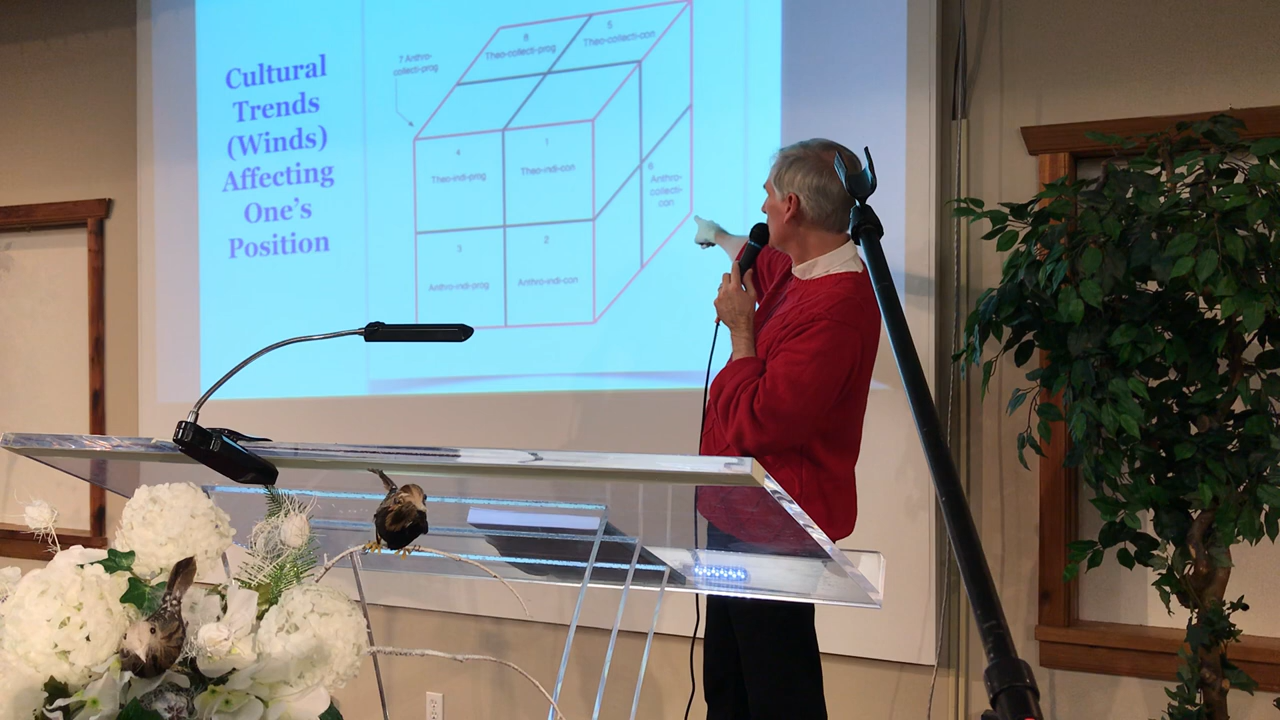 Cultural
Trends
(Winds)
Affecting
One's
Position
7 Anthro-
collecti-prog
8
Theo-collecti-prog
5
Theo-collecti-con
4
Theo-indi-prog
1
Theo-indi-con
6
Anthro-
collecti-
con
3
Anthro-indi-prog
2
Anthro-indi-con